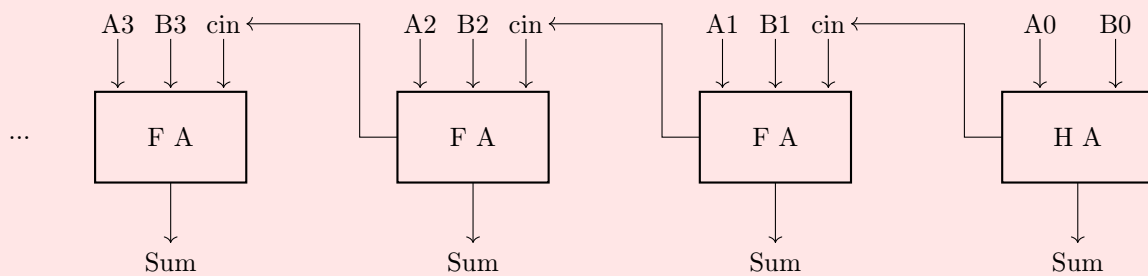 A3 B3 cin A2 B2 cin A1 B1 cin A0 B0
... F A F A F A H A
Sum Sum Sum Sum